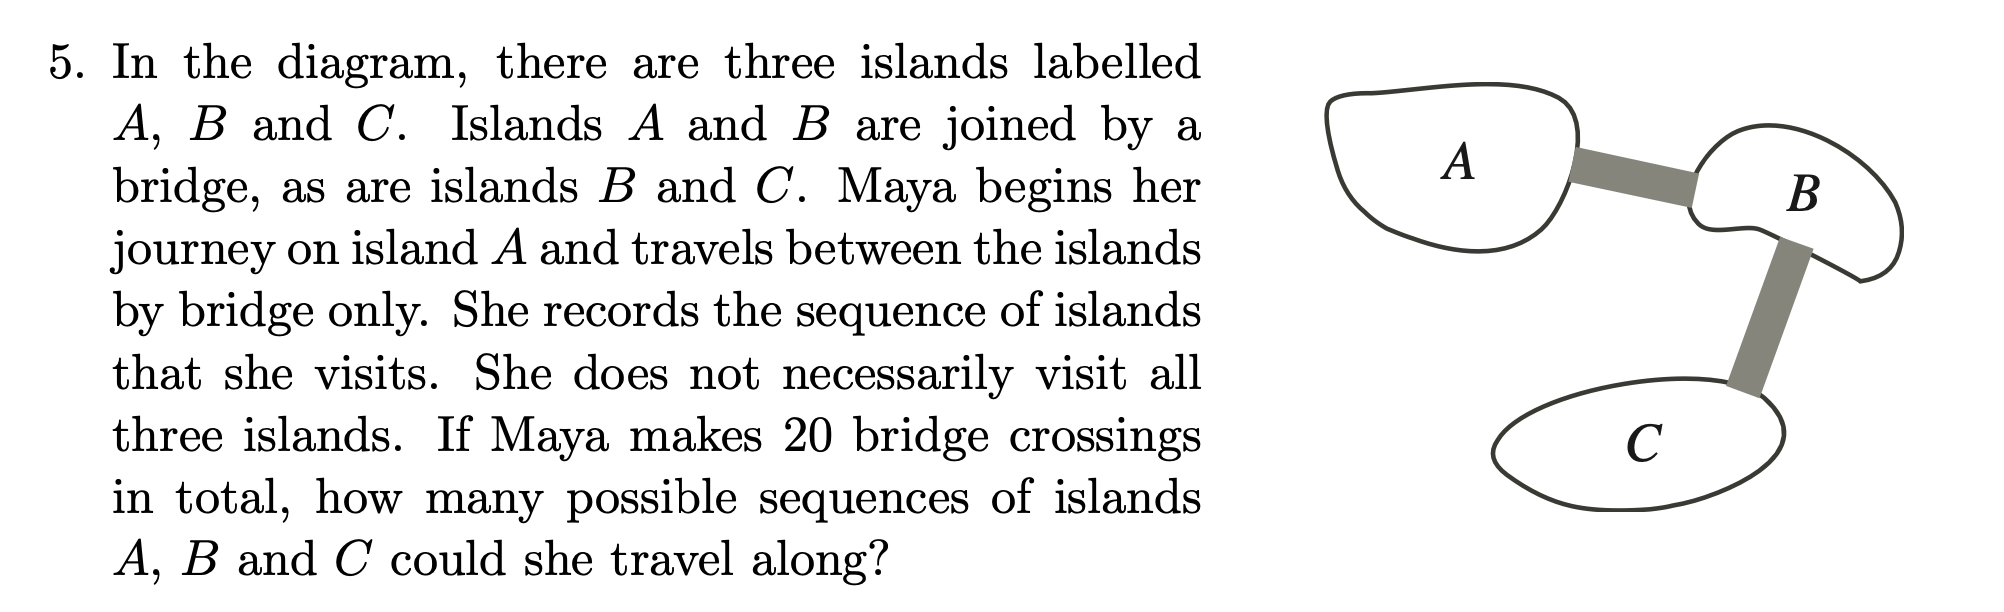 5. In the diagram, there are three islands labelled
A, B and C. Islands A and B are joined by a
bridge, as are islands B and C. Maya begins her
journey on island A and travels between the islands
by bridge only. She records the sequence of islands
that she visits. She does not necessarily visit all
three islands. If Maya makes 20 bridge crossings
in total, how many possible sequences of islands
A, B and C could she travel along?
A
B
C